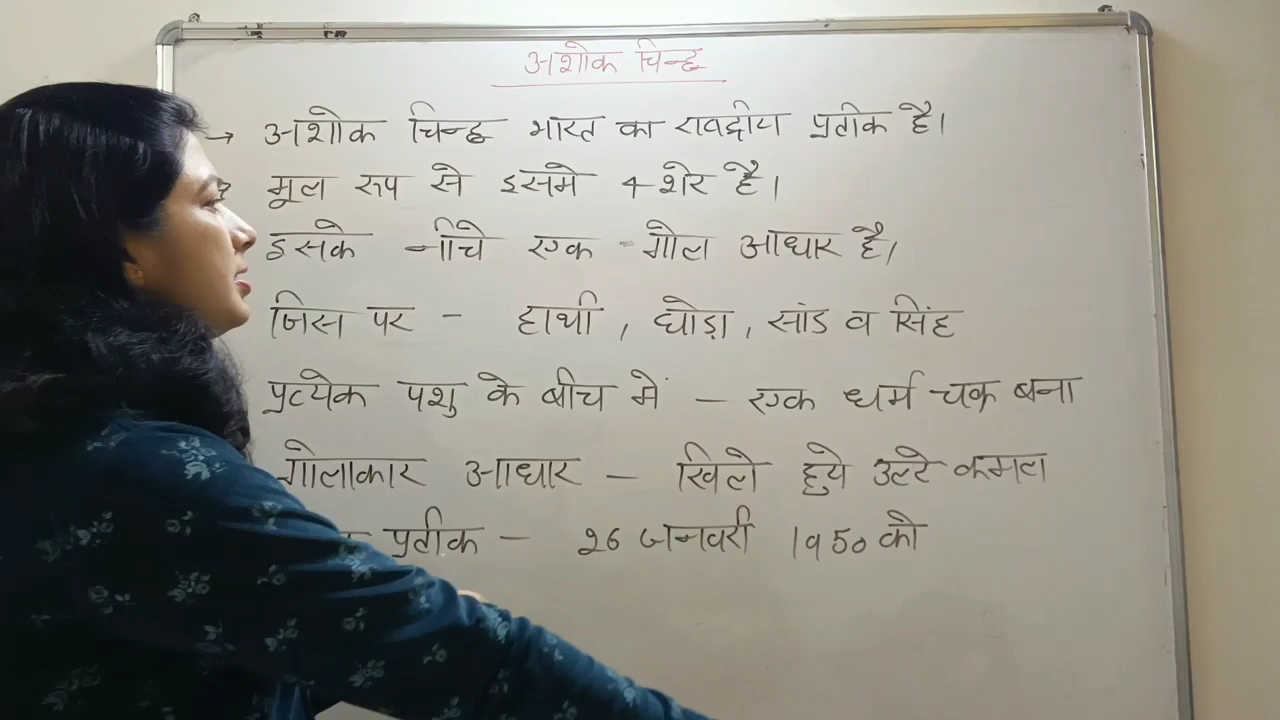 अशोक चिन्ह
→ अशोक चिन्ह भारत का रावद्रीय प्रतीक है।
मूल रूप से इसमे 4 शेर है।
इसके नीचे एक गोल आधार है।
जिस पर - हाथी, घोड़ा, सांड व सिंह
प्रत्येक पशु के बीच में - एक धर्म चक्र बना
गोलाकार आधार - खिले हुये उल्टे कमल
प्रतीक - 26 जनवरी 1950 को